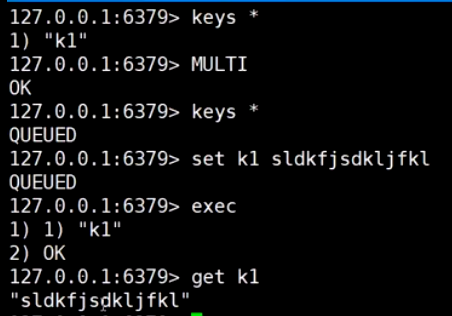 127.0.0.1:6379> keys *
1) "k1"
127.0.0.1:6379> MULTI
OK
127.0.0.1:6379> keys *
QUEUED
127.0.0.1:6379> set k1 sldkfjsdkljfkl
QUEUED
127.0.0.1:6379> exec
1) 1) "k1"
2) OK
127.0.0.1:6379> get k1
"sldkfjsdkljfkl"